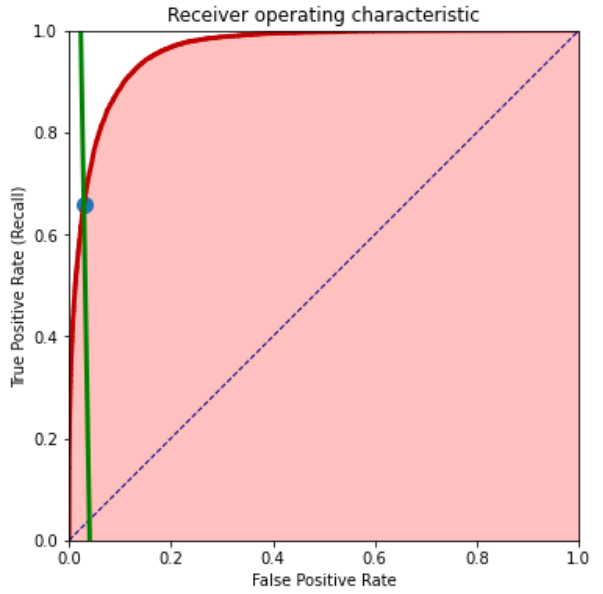 Receiver operating characteristic
1.0
0.8
0.6
0.4
0.2
0.0
True Positive Rate (Recall)
0.0 0.2 0.4 0.6 0.8 1.0
False Positive Rate